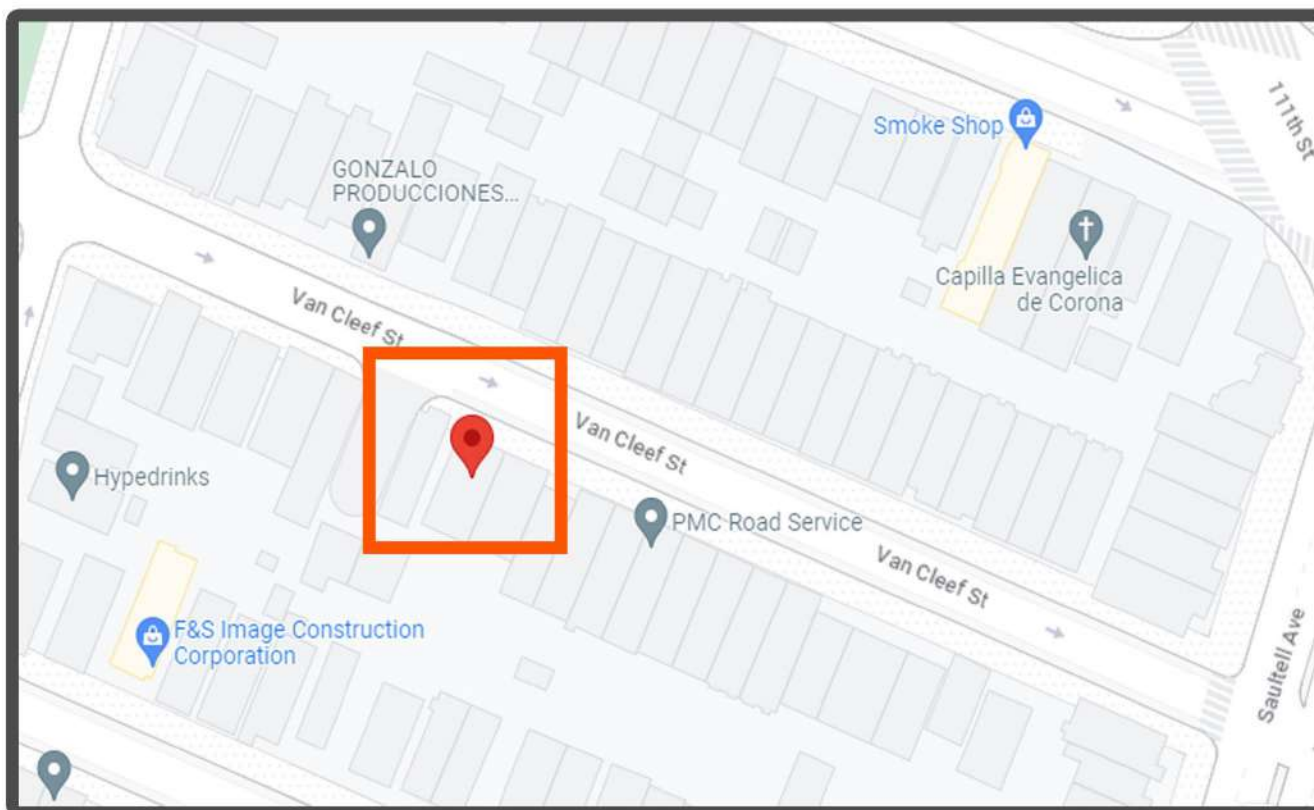 111th St
Smoke Shop
GONZALO
PRODUCCIONES...
Capilla Evangelica
de Corona
Van Cleef St
Van Cleef St
Hypedrinks
PMC Road Service
Van Cleef St
F&S Image Construction
Corporation
Saultell Ave